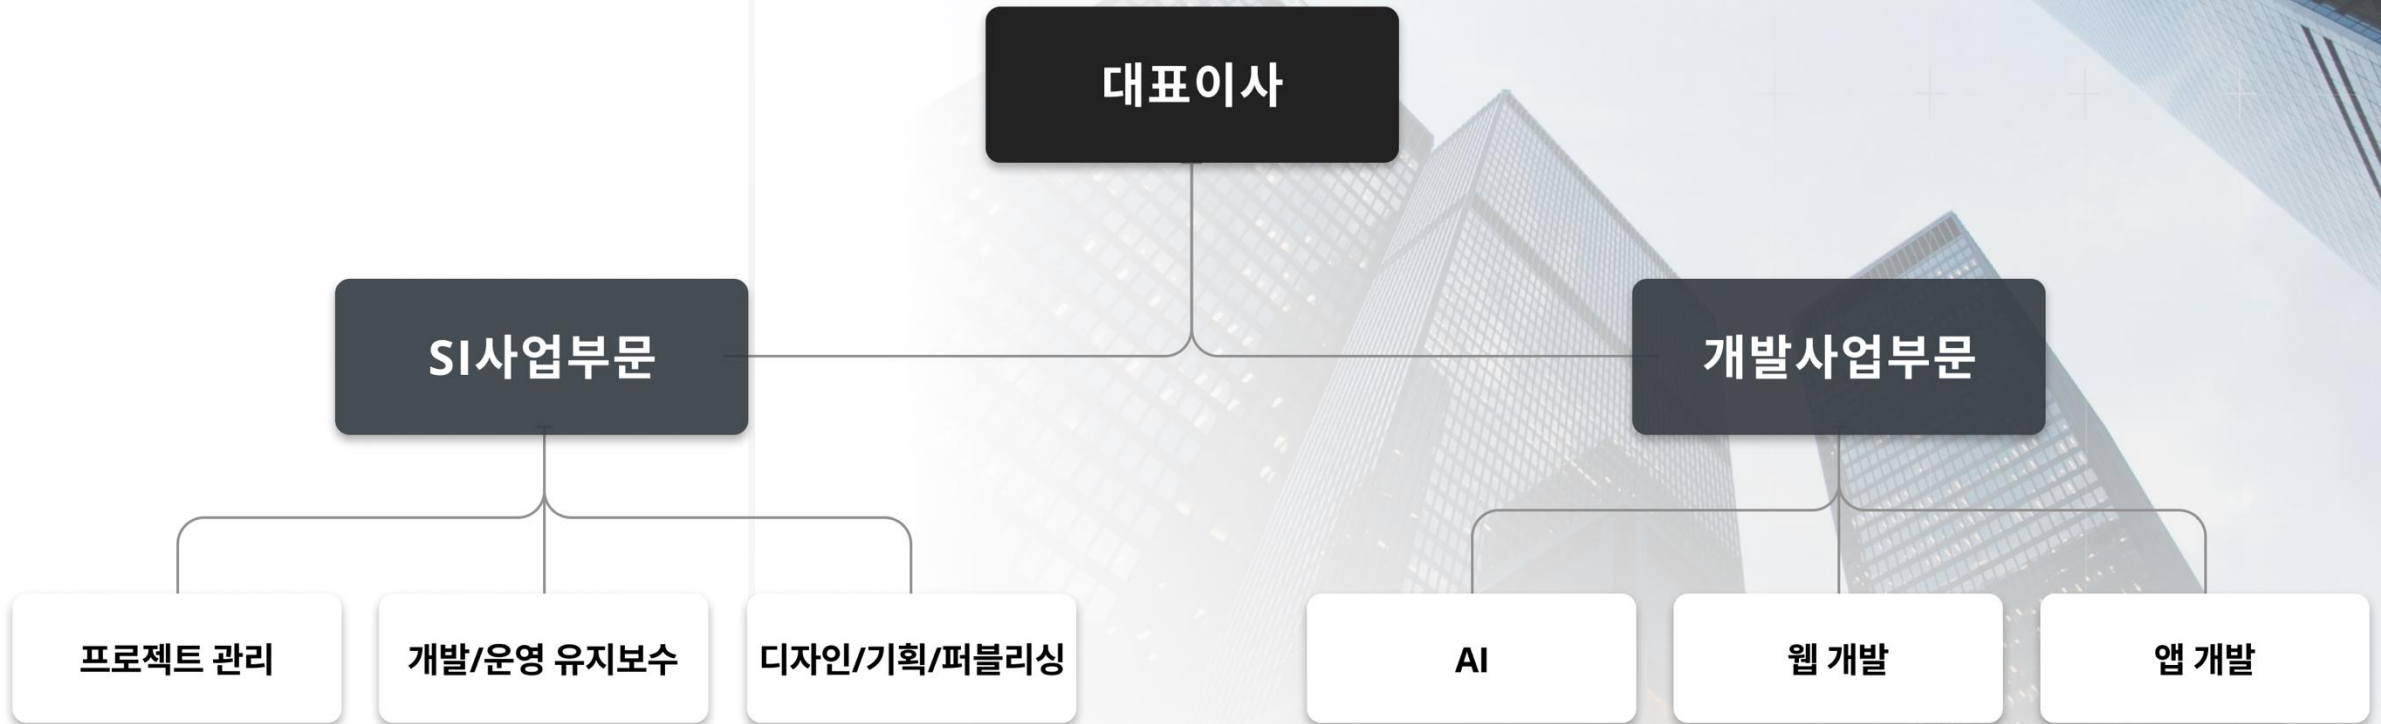 대표이사
SI사업부문
개발사업부문
프로젝트 관리
개발/운영 유지보수
디자인/기획/퍼블리싱
AI
웹 개발
앱 개발